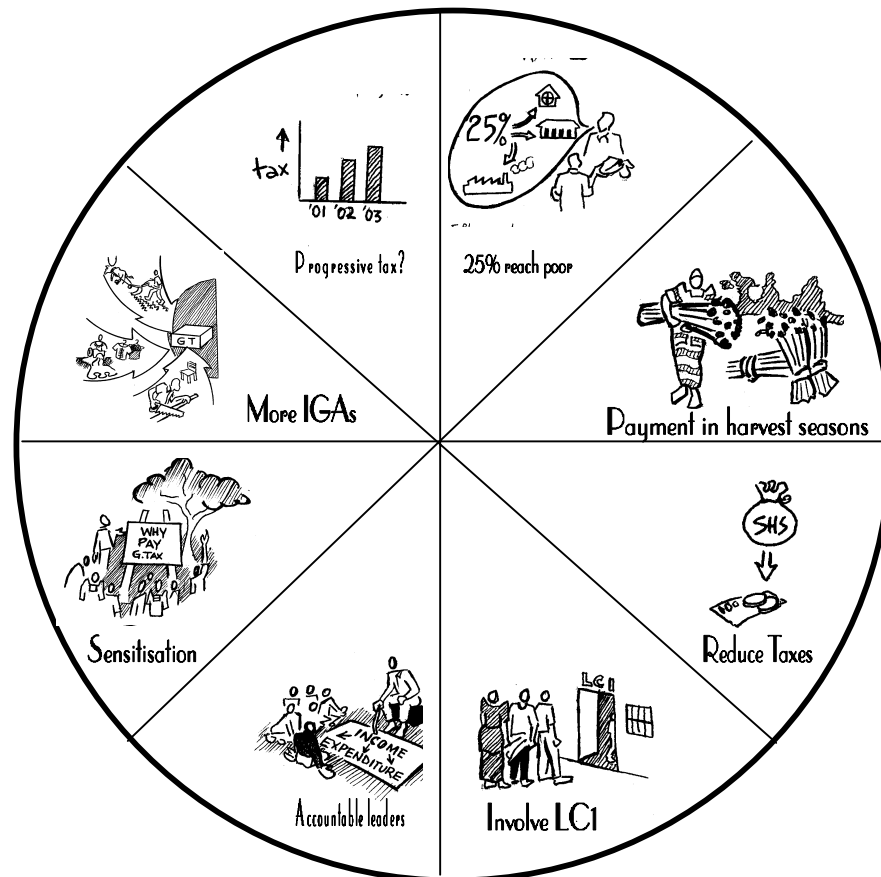 tax
'01 '02 '03
Progressive tax?
25%
25% reach poor
GT
More IGAs
Payment in harvest seasons
WHY
PAY
G.TAX
Sensitisation
SHS
Reduce Taxes
INCOME
EXPENDITURE
Accountable leaders
LC1
Involve LC1